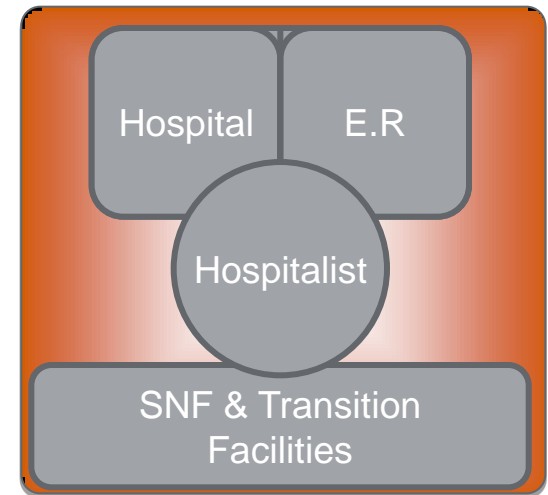 Hospital
E.R
Hospitalist
SNF & Transition
Facilities